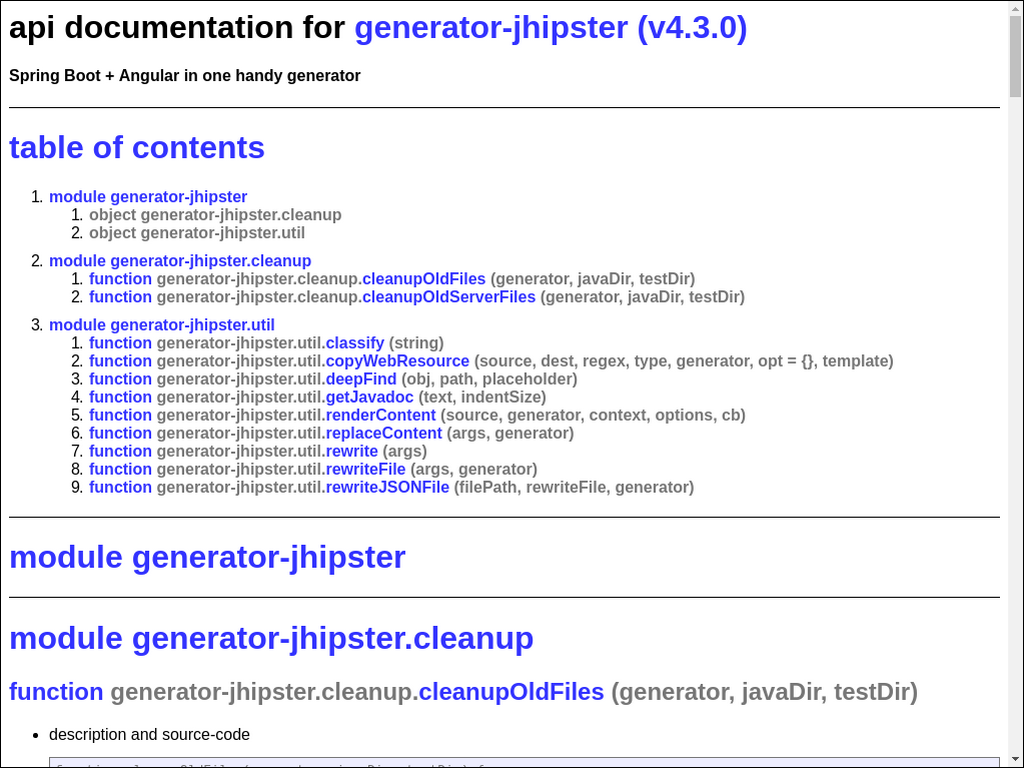 api documentation for generator-jhipster (v4.3.0)
Spring Boot + Angular in one handy generator
table of contents
1. module generator-jhipster
1. object generator-jhipster.cleanup
2. object generator-jhipster.util
2. module generator-jhipster.cleanup
1. function generator-jhipster.cleanup.cleanupOldFiles (generator, javaDir, testDir)
2. function generator-jhipster.cleanup.cleanupOldServerFiles (generator, javaDir, testDir)
3. module generator-jhipster.util
1. function generator-jhipster.util.classify (string)
2. function generator-jhipster.util.copyWebResource (source, dest, regex, type, generator, opt = {}, template)
3. function generator-jhipster.util.deepFind (obj, path, placeholder)
4. function generator-jhipster.util.getJavadoc (text, indentSize)
5. function generator-jhipster.util.renderContent (source, generator, context, options, cb)
6. function generator-jhipster.util.replaceContent (args, generator)
7. function generator-jhipster.util.rewrite (args)
8. function generator-jhipster.util.rewriteFile (args, generator)
9. function generator-jhipster.util.rewriteJSONFile (filePath, rewriteFile, generator)
module generator-jhipster
module generator-jhipster.cleanup
function generator-jhipster.cleanup.cleanupOldFiles (generator, javaDir, testDir)
• description and source-code